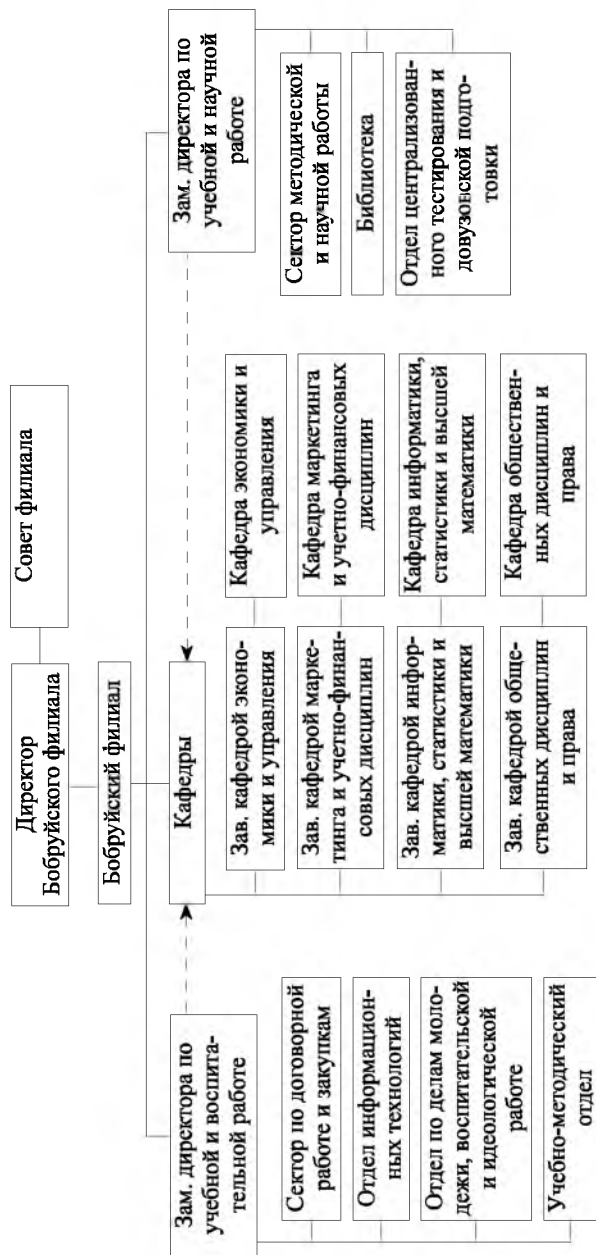 Директор
Бобруйского филиала
Совет филиала
Бобруйский филиал
Зам. директора по
учебной и воспита-
тельной работе
Кафедры
Зам. директора по
учебной и научной
работе
Сектор по договорной
работе и закупкам
Отдел информацион-
ных технологий
Отдел по делам моло-
дежи, воспитательской
и идеологической
работе
Учебно-методический
отдел
Зав. кафедрой эконо-
мики и управления
Кафедра экономики и
управления
Зав. кафедрой марке-
тинга и учетно-финан-
совых дисциплин
Кафедра маркетинга
и учетно-финансовых
дисциплин
Зав. кафедрой инфор-
матики, статистики и
высшей математики
Кафедра информатики,
статистики и высшей
математики
Зав. кафедрой обще-
ственных дисциплин
и права
Кафедра обществен-
ных дисциплин и
права
Сектор методической
и научной работы
Библиотека
Отдел централизован-
ного тестирования и
довузовской подго-
товки